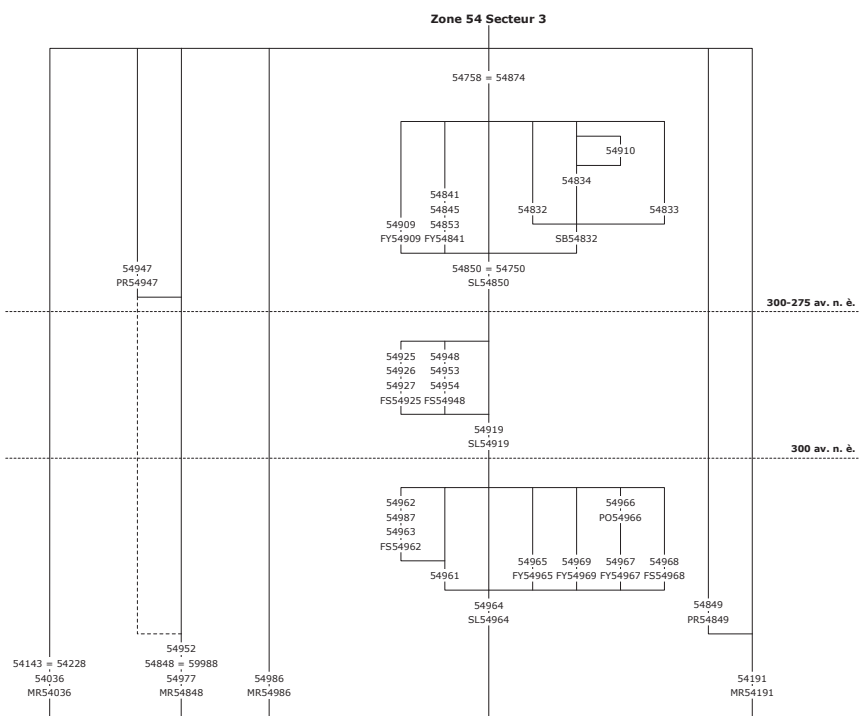 Zone 54 Secteur 3
54758 = 54874
54910
54834
54841
54845
54853
FY54841
54909
FY54909
54832
54833
SB54832
54850 = 54750
SL54850
54947
PR54947
300-275 av. n. è.
54925
54926
54927
FS54925
54948
54953
54954
FS54948
54919
SL54919
300 av. n. è.
54962
54987
54963
FS54962
54961
54965
FY54965
54969
FY54969
54966
PO54966
54967
FY54967
54968
FS54968
54964
SL54964
54849
PR54849
54143 = 54228
54036
MR54036
54952
54848 = 59988
54977
MR54848
54986
MR54986
54191
MR54191